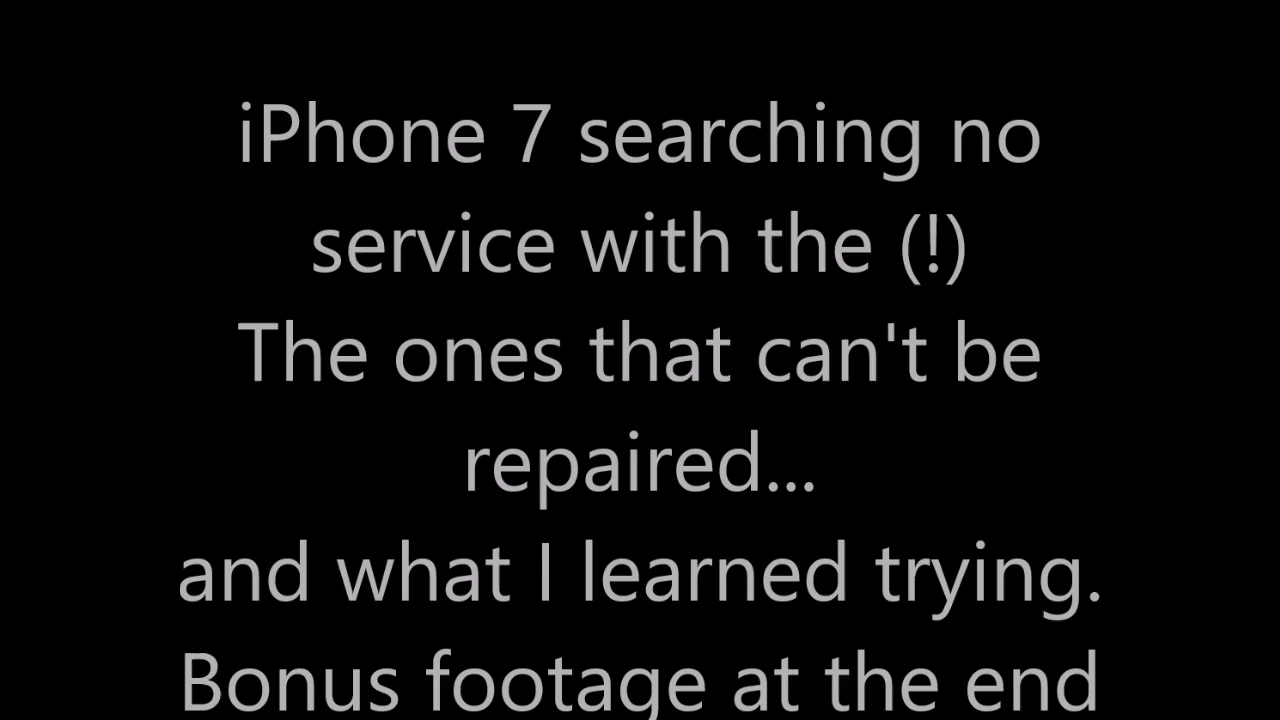 iPhone 7 searching no
service with the (!)
The ones that can't be
repaired...
and what I learned trying.
Bonus footage at the end